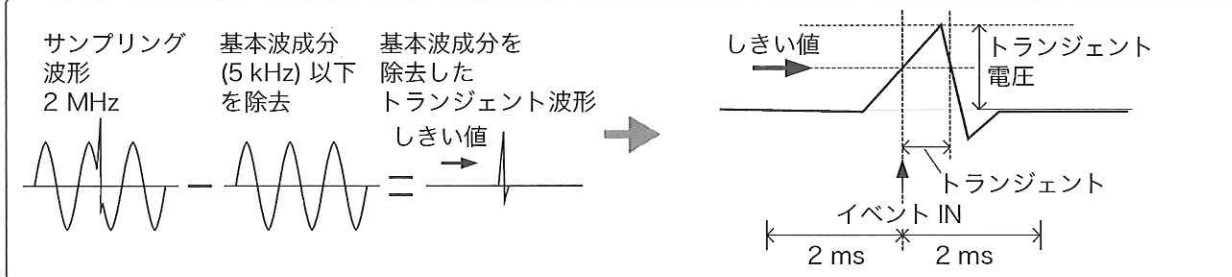 サンプリング
波形
2 MHz
基本波成分
(5 kHz) 以下
を除去
基本波成分を
除去した
トランジェント波形
しきい値
しきい値
トランジェント
電圧
トランジェント
イベント IN
2 ms
2 ms